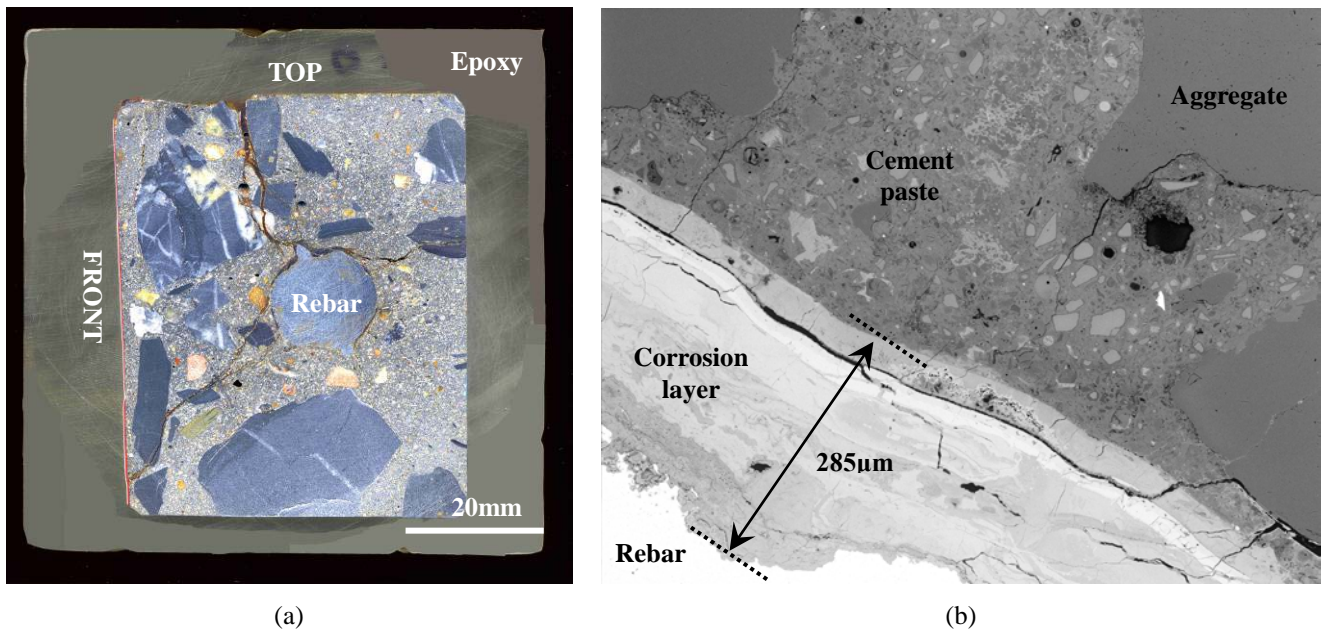 TOP
Epoxy
FRONT
Rebar
20mm
(a)
Aggregate
Cement
paste
Corrosion
layer
285µm
Rebar
(b)